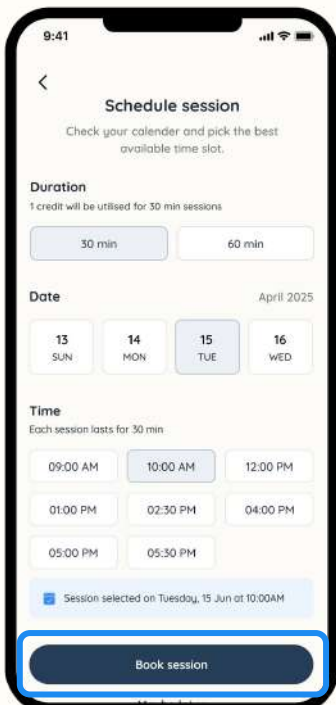 9:41
Schedule session
Check your calender and pick the best
available time slot.
Duration
1 credit will be utilised for 30 min sessions
30 min 60 min
Date April 2025
13 14 15 16
SUN MON TUE WED
Time
Each session lasts for 30 min
09:00 AM 10:00 AM 12:00 PM
01:00 PM 02:30 PM 04:00 PM
05:00 PM 05:30 PM
Session selected on Tuesday, 15 Jun at 10:00AM
Book session